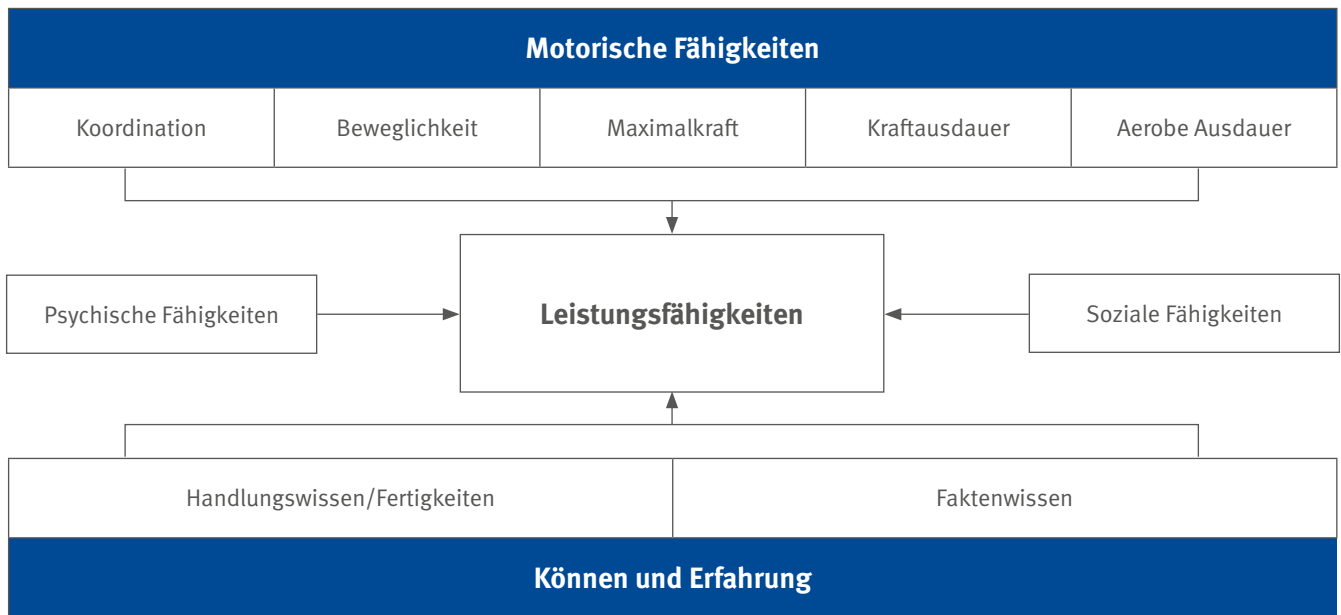 Motorische Fähigkeiten
Koordination
Beweglichkeit
Maximalkraft
Kraftausdauer
Aerobe Ausdauer
Psychische Fähigkeiten
Leistungsfähigkeiten
Soziale Fähigkeiten
Handlungswissen/Fertigkeiten
Faktenwissen
Können und Erfahrung